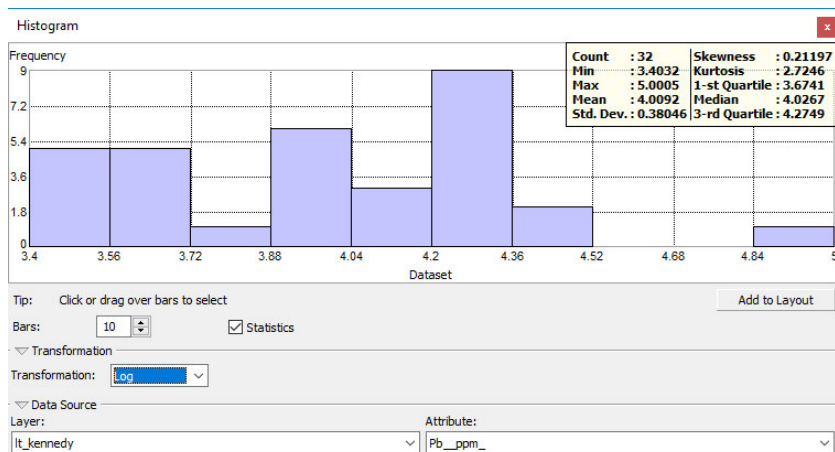 Histogram
x
Frequency
9
7.2
5.4
3.6
1.8
0
3.4 3.56 3.72 3.88 4.04 4.2 4.36 4.52 4.68 4.84 5
Dataset
Count : 32 Skewness : 0.21197
Min : 3.4032 Kurtosis : 2.7246
Max : 5.0005 1-st Quartile : 3.6741
Mean : 4.0092 Median : 4.0267
Std. Dev. : 0.38046 3-rd Quartile : 4.2749
Tip: Click or drag over bars to select Add to Layout
Bars: 10 Statistics
Transformation
Transformation: Log
Data Source
Layer: Attribute:
lt_kennedy Pb__ppm_